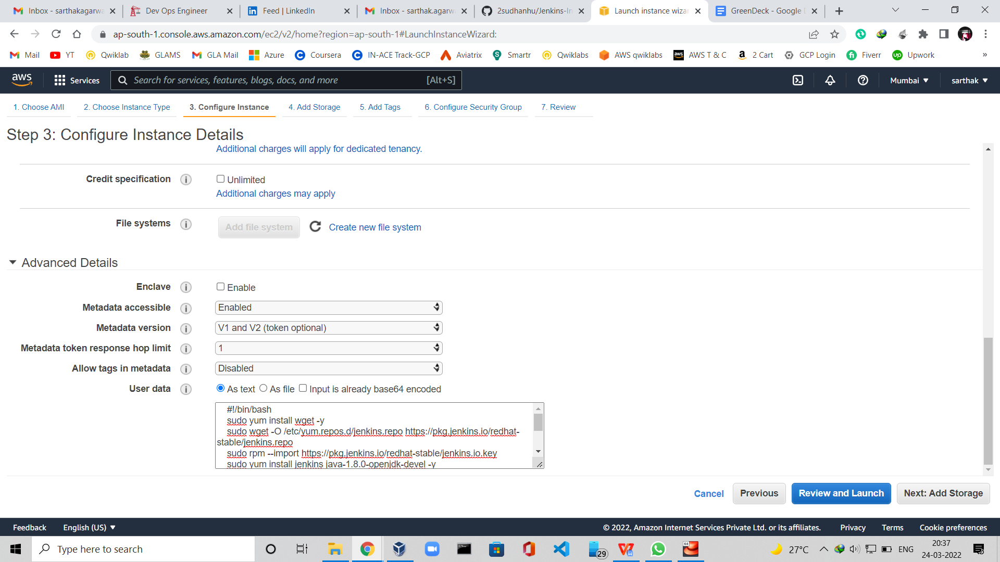 Inbox - sarthakagarwa
Dev Ops Engineer
Feed | LinkedIn
Inbox - sarthak.agarwa
2sudhanhu/Jenkins-In
Launch instance wizar
GreenDeck - Google D
ap-south-1.console.aws.amazon.com/ec2/v2/home?region=ap-south-1#LaunchInstanceWizard:
Mail
YT
Qwiklab
GLAMS
GLA Mail
Azure
Coursera
IN-ACE Track-GCP
Aviatrix
Smartr
Qwiklabs
AWS qwiklabs
AWS T & C
2 Cart
GCP Login
Fiverr
Upwork
»
aws
Services
Search for services, features, blogs, docs, and more
[Alt+S]
Mumbai
sarthak
1. Choose AMI
2. Choose Instance Type
3. Configure Instance
4. Add Storage
5. Add Tags
6. Configure Security Group
7. Review
Step 3: Configure Instance Details
Additional charges will apply for dedicated tenancy.
Credit specification
Unlimited
Additional charges may apply
File systems
Add file system
Create new file system
Advanced Details
Enclave
Enable
Metadata accessible
Enabled
Metadata version
V1 and V2 (token optional)
Metadata token response hop limit
1
Allow tags in metadata
Disabled
User data
As text
As file
Input is already base64 encoded
#!/bin/bash
sudo yum install wget -y
sudo wget -O /etc/yum.repos.d/jenkins.repo https://pkg.jenkins.io/redhat-
stable/jenkins.repo
sudo rpm --import https://pkg.jenkins.io/redhat-stable/jenkins.io.key
sudo yum install jenkins java-1.8.0-openjdk-devel -y
Cancel
Previous
Review and Launch
Next: Add Storage
Feedback
English (US)
© 2022, Amazon Internet Services Private Ltd. or its affiliates.
Privacy
Terms
Cookie preferences
Type here to search
29
64
27°C
ENG
20:37
24-03-2022